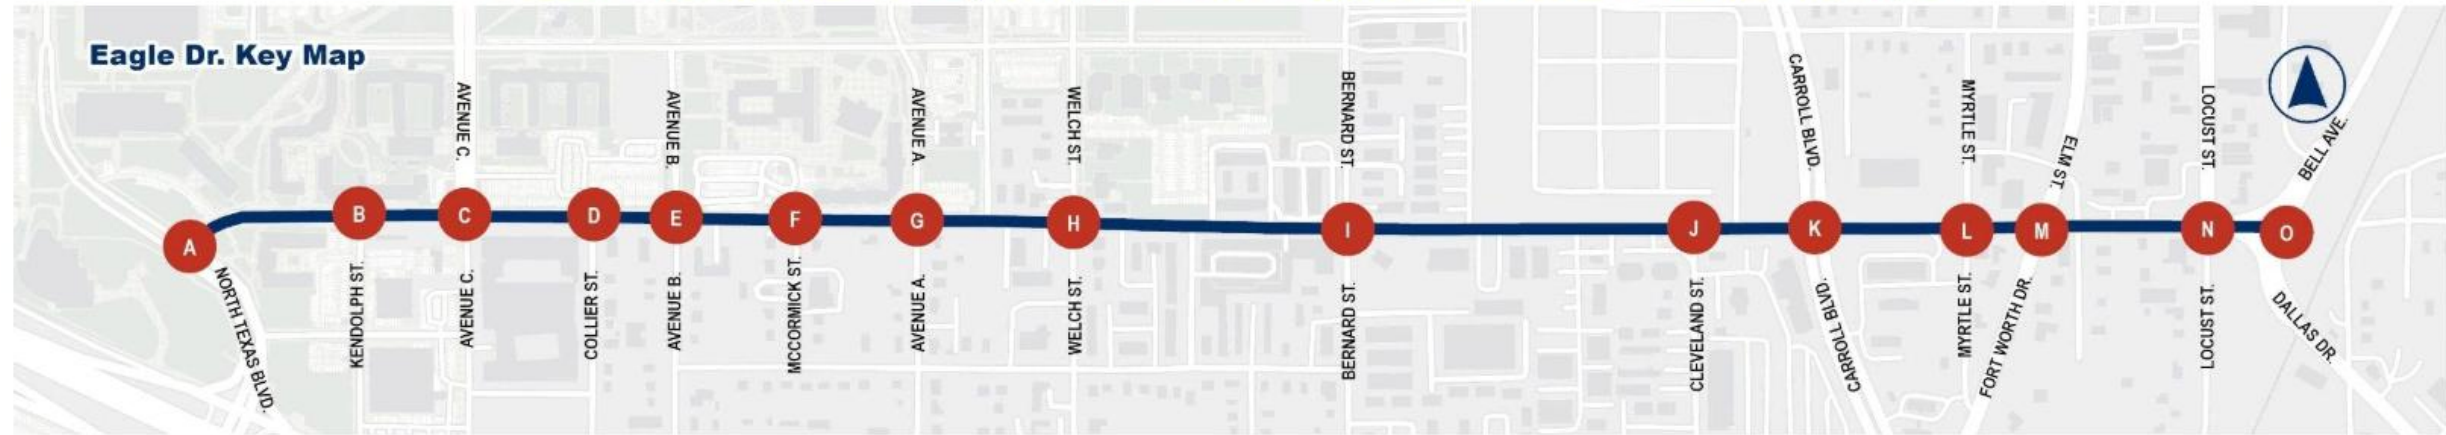 Eagle Dr. Key Map
AVENUE C.
AVENUE B.
AVENUE A.
WELCH ST.
BERNARD ST.
CARROLL BLVD.
MYRTLE ST.
ELM ST.
LOCUST ST.
BELL AVE.
A
B
C
D
E
F
G
H
I
J
K
L
M
N
O
NORTH TEXAS BLVD.
KENDOLPH ST.
AVENUE C.
COLLIER ST.
AVENUE B.
MCCORMICK ST.
AVENUE A.
WELCH ST.
BERNARD ST.
CLEVELAND ST.
CARROLL BLVD.
CARROLL BLVD.
MYRTLE ST.
FORT WORTH DR.
LOCUST ST.
DALLAS DR.